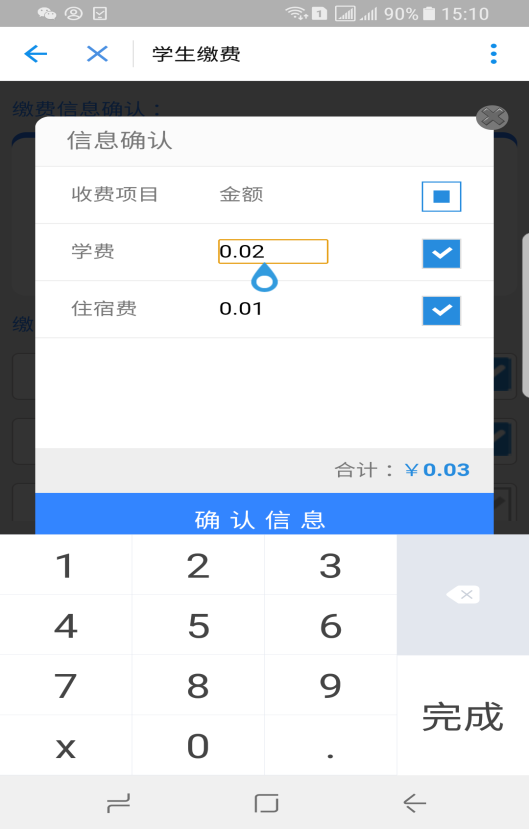 1 90% 15:10
学生缴费
缴费信息确认：
信息确认
收费项目 金额
学费 0.02
住宿费 0.01
缴
合计：￥0.03
确认信息
1 2 3
4 5 6
7 8 9
完成
x 0 .